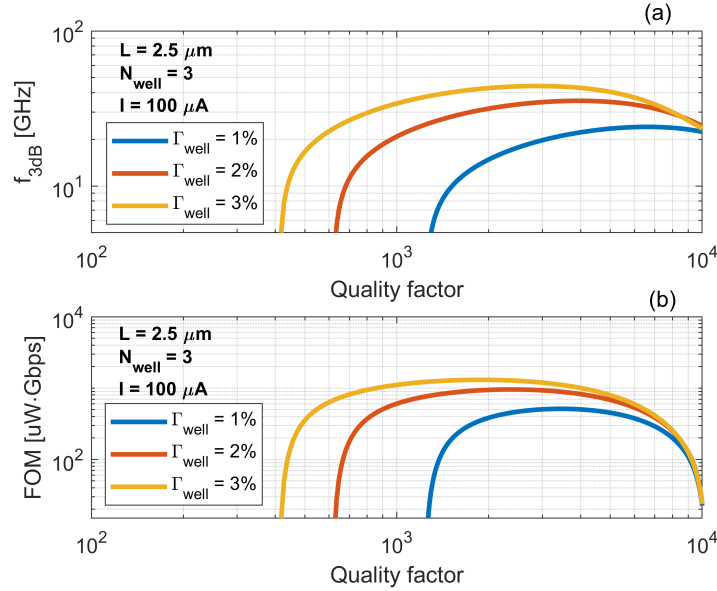 (a)
10^2
L = 2.5 μm
N_well = 3
I = 100 μA
Γ_well = 1%
Γ_well = 2%
Γ_well = 3%
f_3dB [GHz]
10^1
10^2
10^3
10^4
Quality factor
(b)
10^4
L = 2.5 μm
N_well = 3
I = 100 μA
Γ_well = 1%
Γ_well = 2%
Γ_well = 3%
FOM [uW·Gbps]
10^2
10^2
10^3
10^4
Quality factor